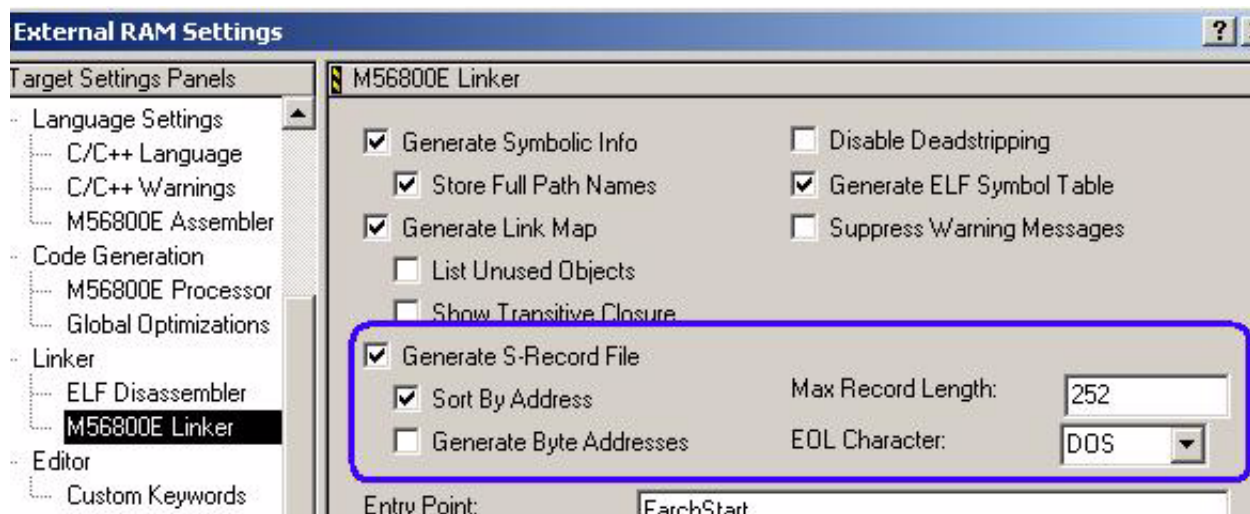 External RAM Settings
?
Target Settings Panels
Language Settings
C/C++ Language
C/C++ Warnings
M56800E Assembler
Code Generation
M56800E Processor
Global Optimizations
Linker
ELF Disassembler
M56800E Linker
Editor
Custom Keywords
M56800E Linker
Generate Symbolic Info
Disable Deadstripping
Store Full Path Names
Generate ELF Symbol Table
Generate Link Map
Suppress Warning Messages
List Unused Objects
Show Transitive Closure
Generate S-Record File
Sort By Address
Max Record Length: 252
Generate Byte Addresses
EOL Character: DOS
Entry Point: FarchStart